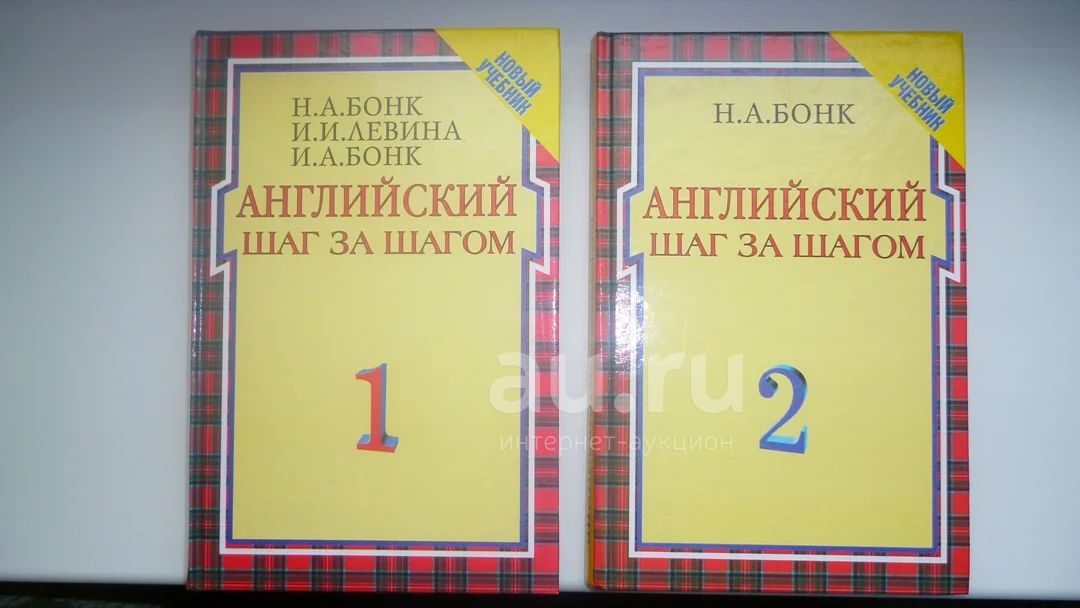 НОВЫЙ
УЧЕБНИК
Н.А.БОНК
И.И.ЛЕВИНА
И.А.БОНК
АНГЛИЙСКИЙ
ШАГ ЗА ШАГОМ
1
НОВЫЙ
УЧЕБНИК
Н.А.БОНК
АНГЛИЙСКИЙ
ШАГ ЗА ШАГОМ
2
au.ru
интернет-аукцион